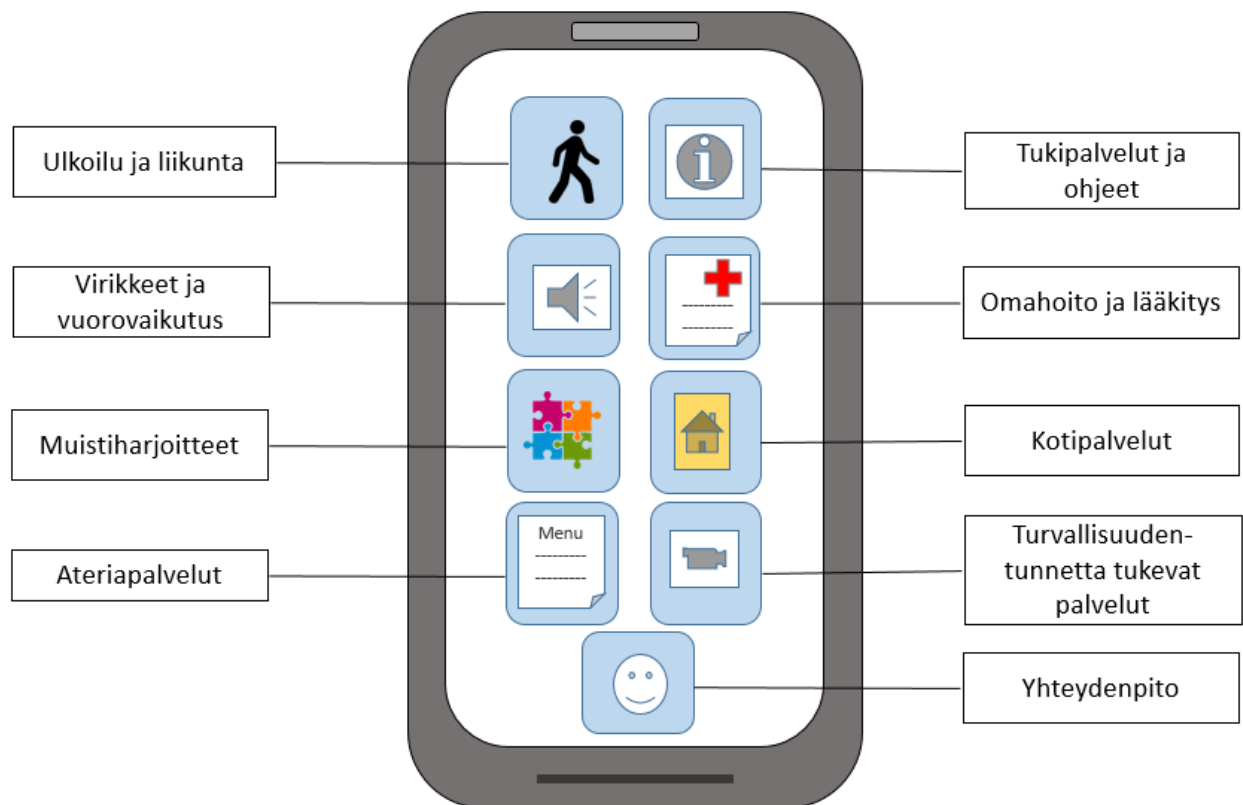 Ulkoilu ja liikunta
Tukipalvelut ja
ohjeet
Virikkeet ja
vuorovaikutus
Omahoito ja lääkitys
Muistiharjoitteet
Kotipalvelut
Menu
Ateriapalvelut
Turvallisuuden-
tunnetta tukevat
palvelut
Yhteydenpito